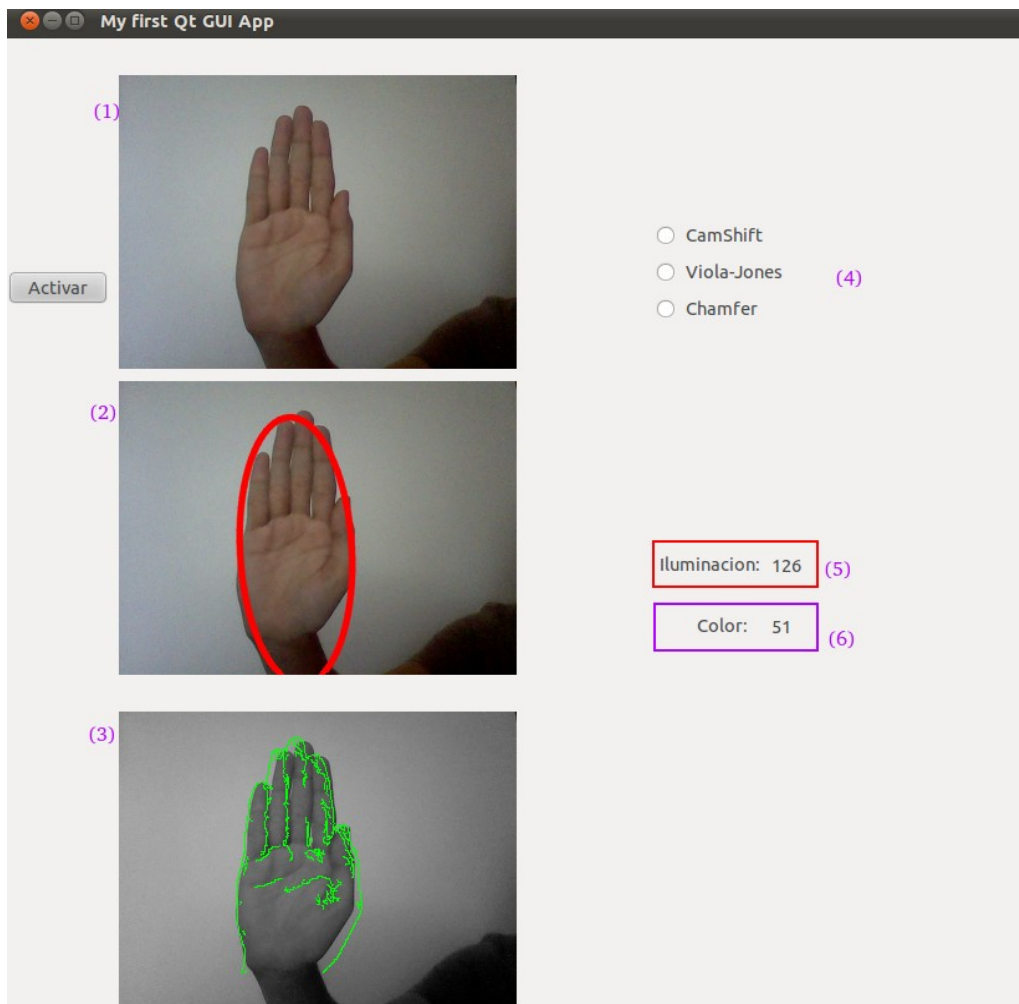 My first Qt GUI App
(1)
CamShift
Viola-Jones
(4)
Activar
Chamfer
(2)
Iluminacion: 126
(5)
Color: 51
(6)
(3)